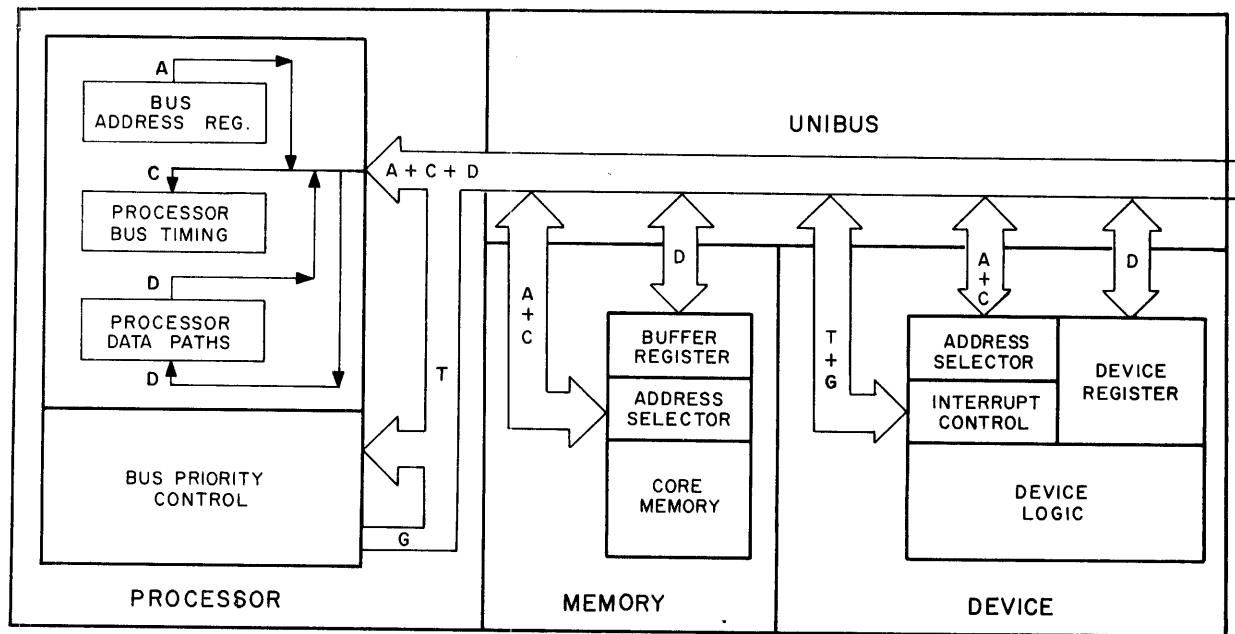 A
BUS
ADDRESS REG.
C
PROCESSOR
BUS TIMING
D
PROCESSOR
DATA PATHS
D
BUS PRIORITY
CONTROL
PROCESSOR
A + C + D
T
G
UNIBUS
A + C
D
BUFFER
REGISTER
ADDRESS
SELECTOR
CORE
MEMORY
MEMORY
T + G
A + C
D
ADDRESS
SELECTOR
INTERRUPT
CONTROL
DEVICE
REGISTER
DEVICE
LOGIC
DEVICE